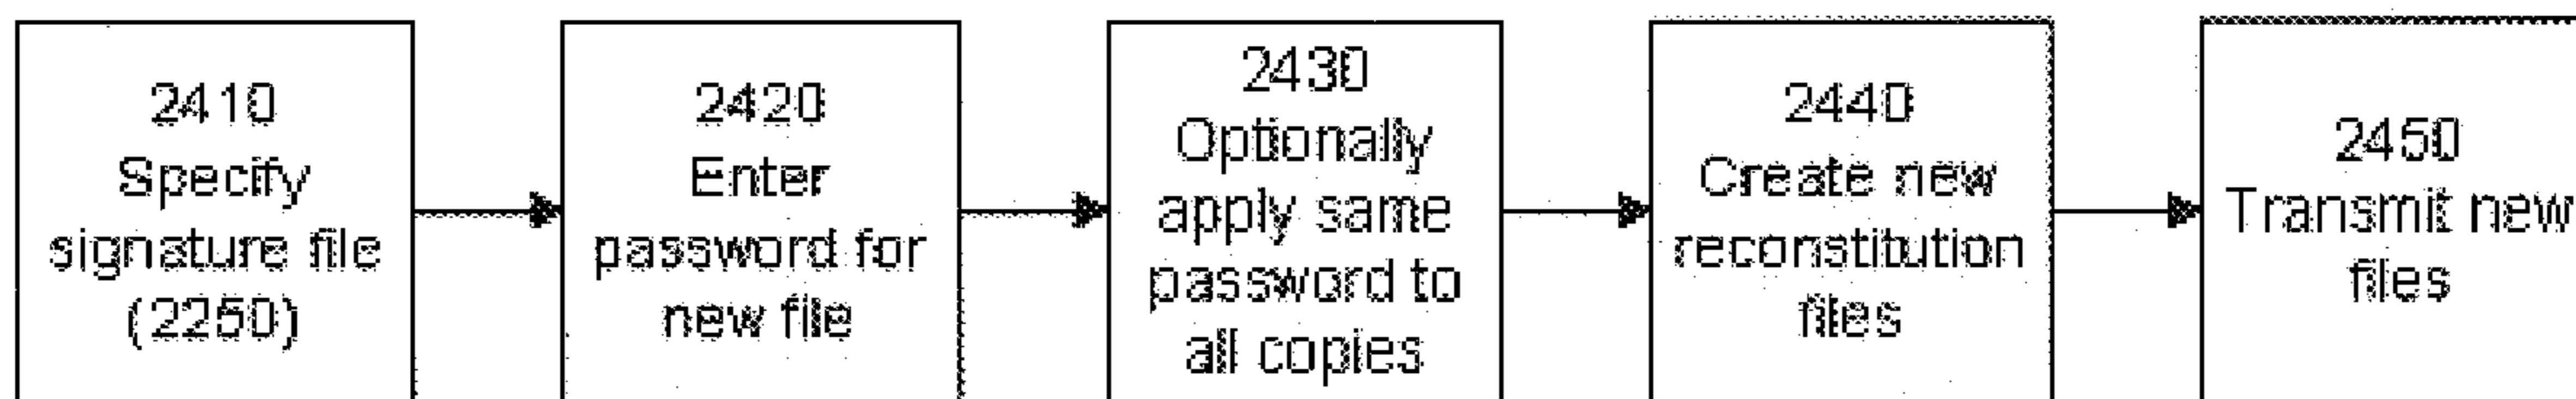 2410
Specify
signature file
(2250)
2420
Enter
password for
new file
2430
Optionally
apply same
password to
all copies
2440
Create new
reconstitution
files
2450
Transmit new
files